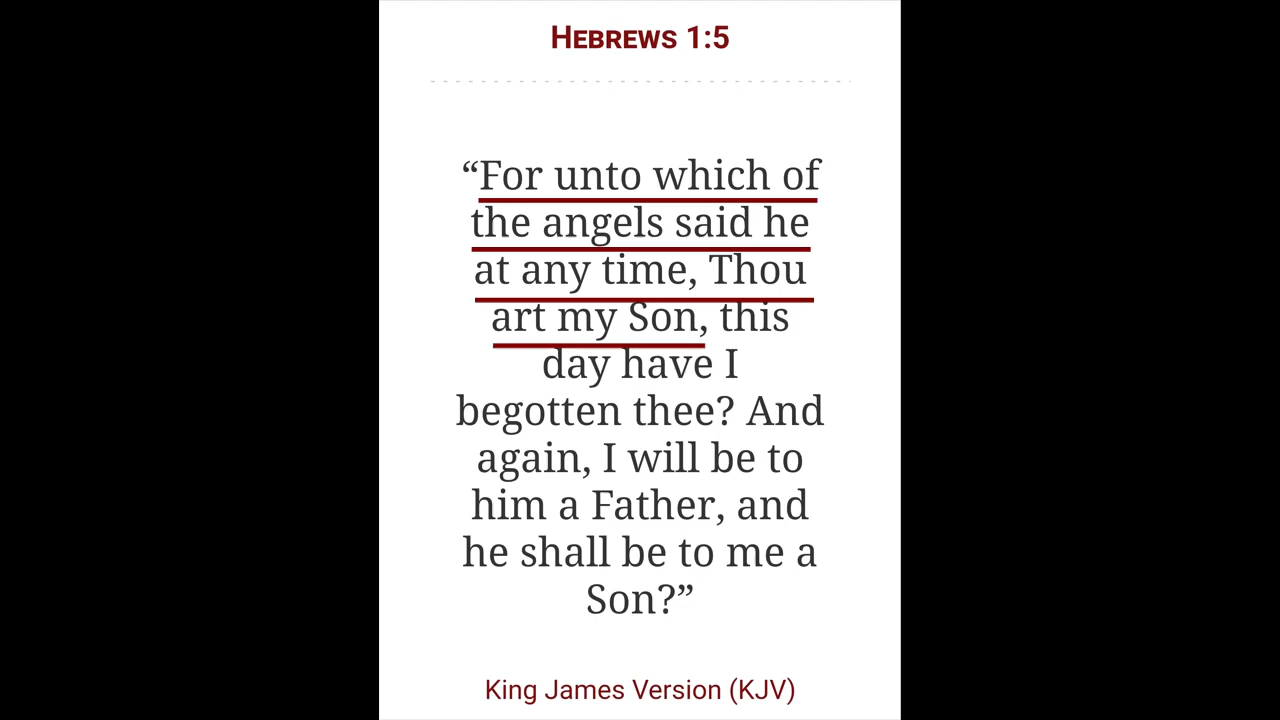 Hebrews 1:5
“For unto which of
the angels said he
at any time, Thou
art my Son, this
day have I
begotten thee? And
again, I will be to
him a Father, and
he shall be to me a
Son?”
King James Version (KJV)